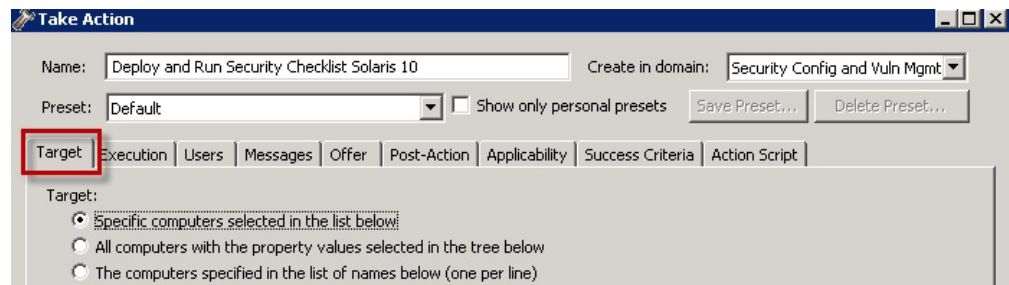 Take Action
Name: Deploy and Run Security Checklist Solaris 10 Create in domain: Security Config and Vuln Mgmt
Preset: Default Show only personal presets Save Preset... Delete Preset...
Target Execution Users Messages Offer Post-Action Applicability Success Criteria Action Script
Target:
Specific computers selected in the list below
All computers with the property values selected in the tree below
The computers specified in the list of names below (one per line)